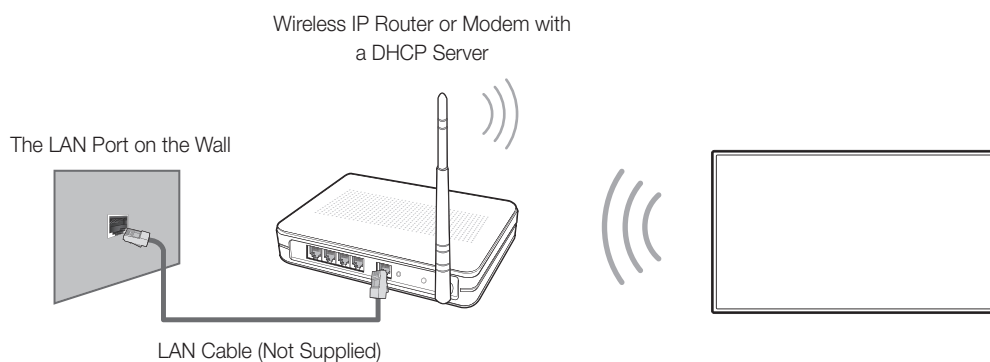 Wireless IP Router or Modem with
a DHCP Server
The LAN Port on the Wall
LAN Cable (Not Supplied)